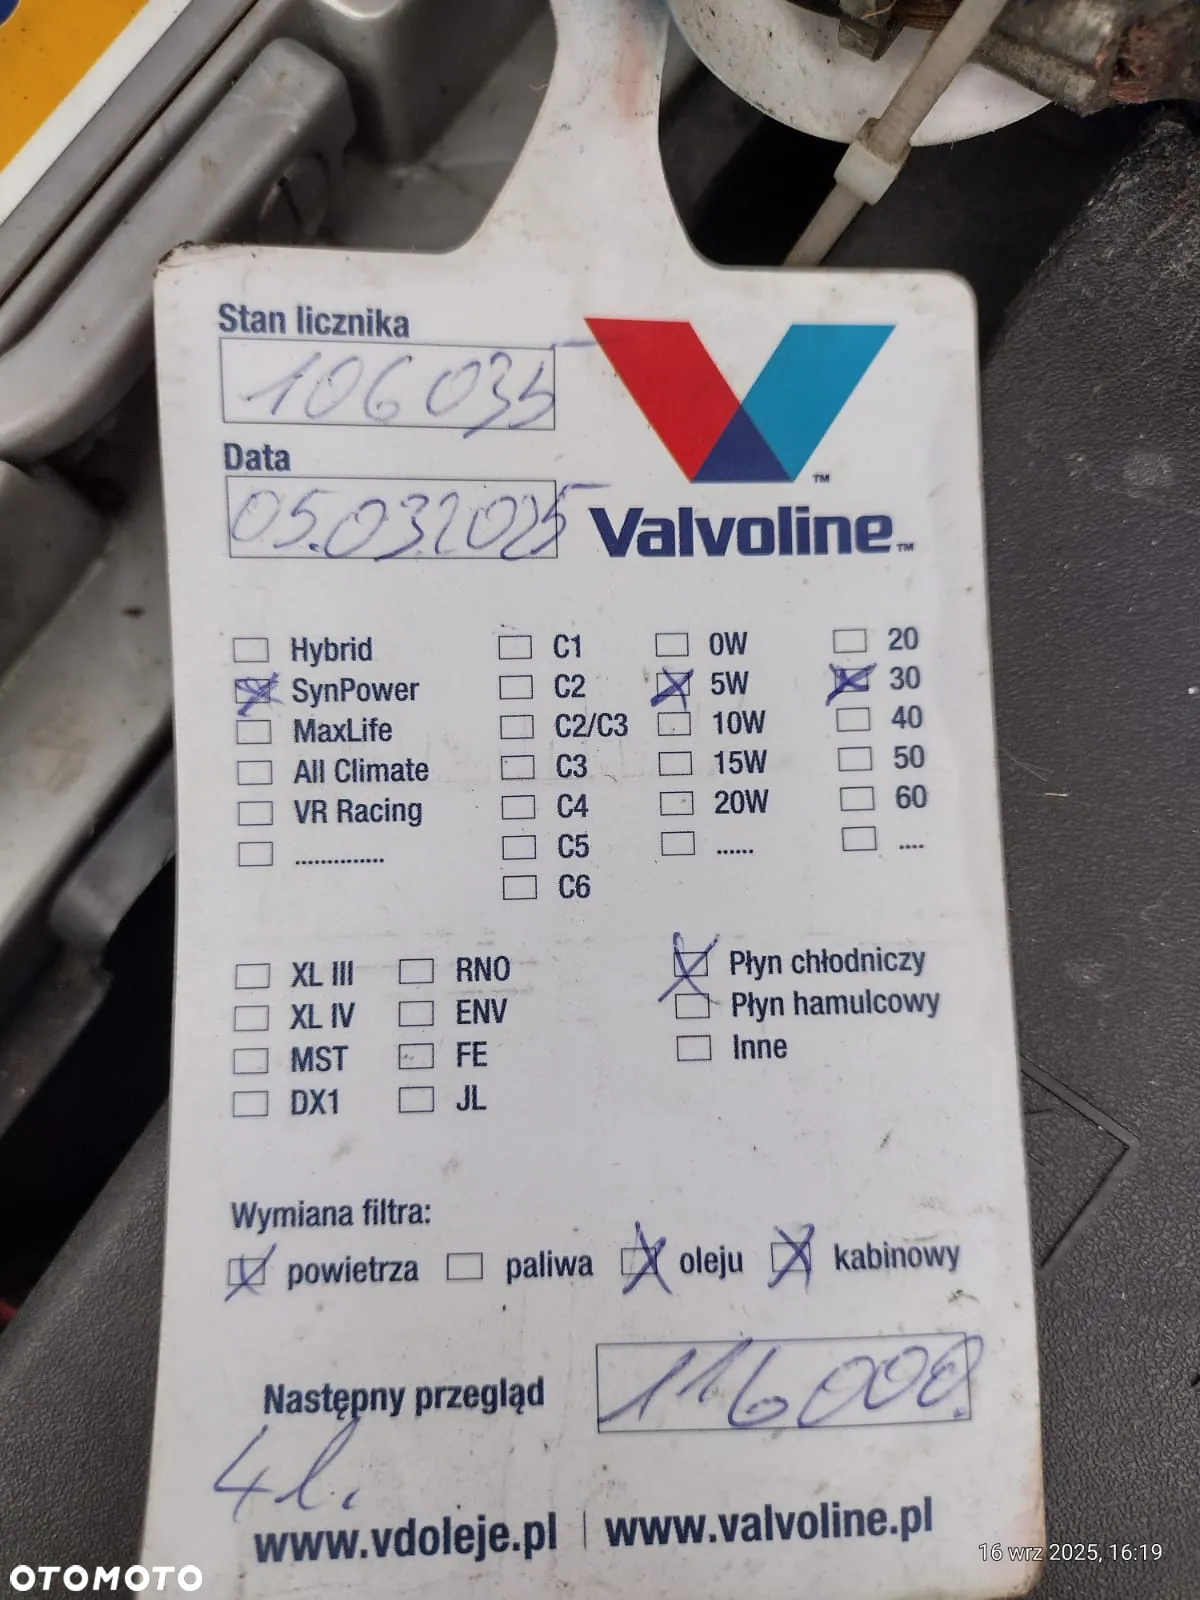 Stan licznika
106035
Data
05.03.2025
Valvoline™
Hybrid C1 0W 20
SynPower C2 5W 30
MaxLife C2/C3 10W 40
All Climate C3 15W 50
VR Racing C4 20W 60
.............. C5 ...... ....
C6
XL III RNO Płyn chłodniczy
XL IV ENV Płyn hamulcowy
MST FE Inne
DX1 JL
Wymiana filtra:
powietrza paliwa oleju kabinowy
Następny przegląd 116000.
4l.
www.vdoleje.pl | www.valvoline.pl
16 wrz 2025, 16:19
OTOMOTO